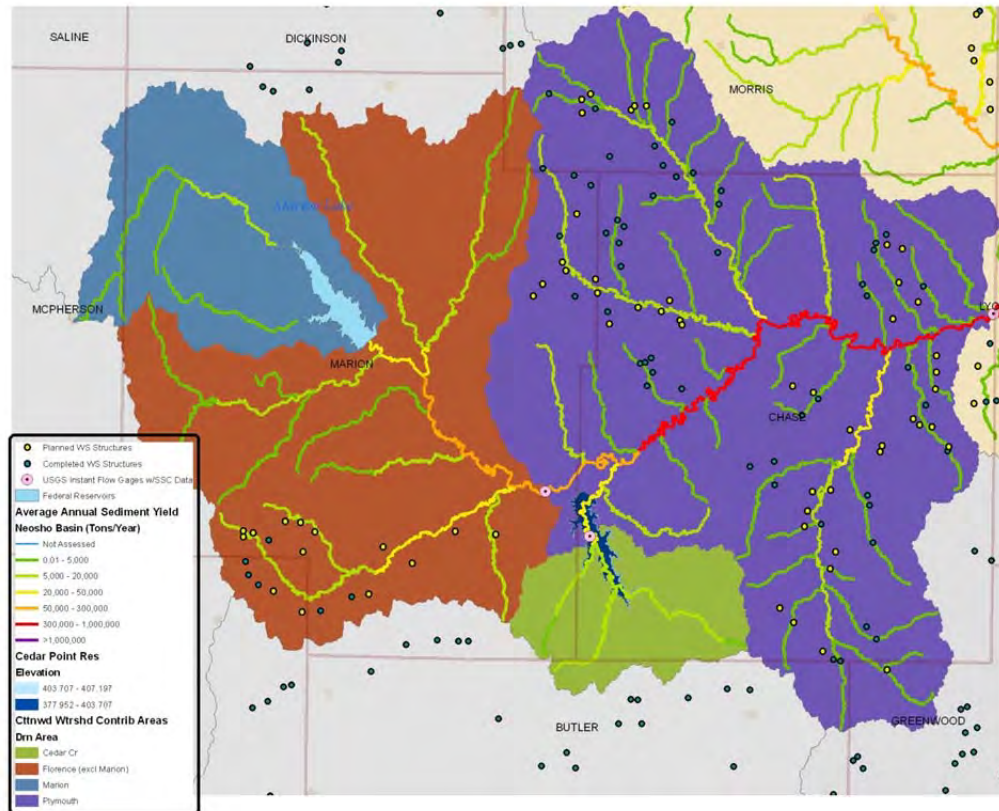 SALINE
DICKINSON
MORRIS
Marion Lake
MCPHERSON
MARION
LYO
CHASE
BUTLER
GREENWOOD
Planned WS Structures
Completed WS Structures
USGS Instant Flow Gages w/SSC Data
Federal Reservoirs
Average Annual Sediment Yield
Neosho Basin (Tons/Year)
Not Assessed
0.01 - 5,000
5,000 - 20,000
20,000 - 50,000
50,000 - 300,000
300,000 - 1,000,000
>1,000,000
Cedar Point Res
Elevation
403.707 - 407.197
377.952 - 403.707
Cttnwd Wtrshd Contrib Areas
Drn Area
Cedar Cr
Florence (excl Marion)
Marion
Plymouth